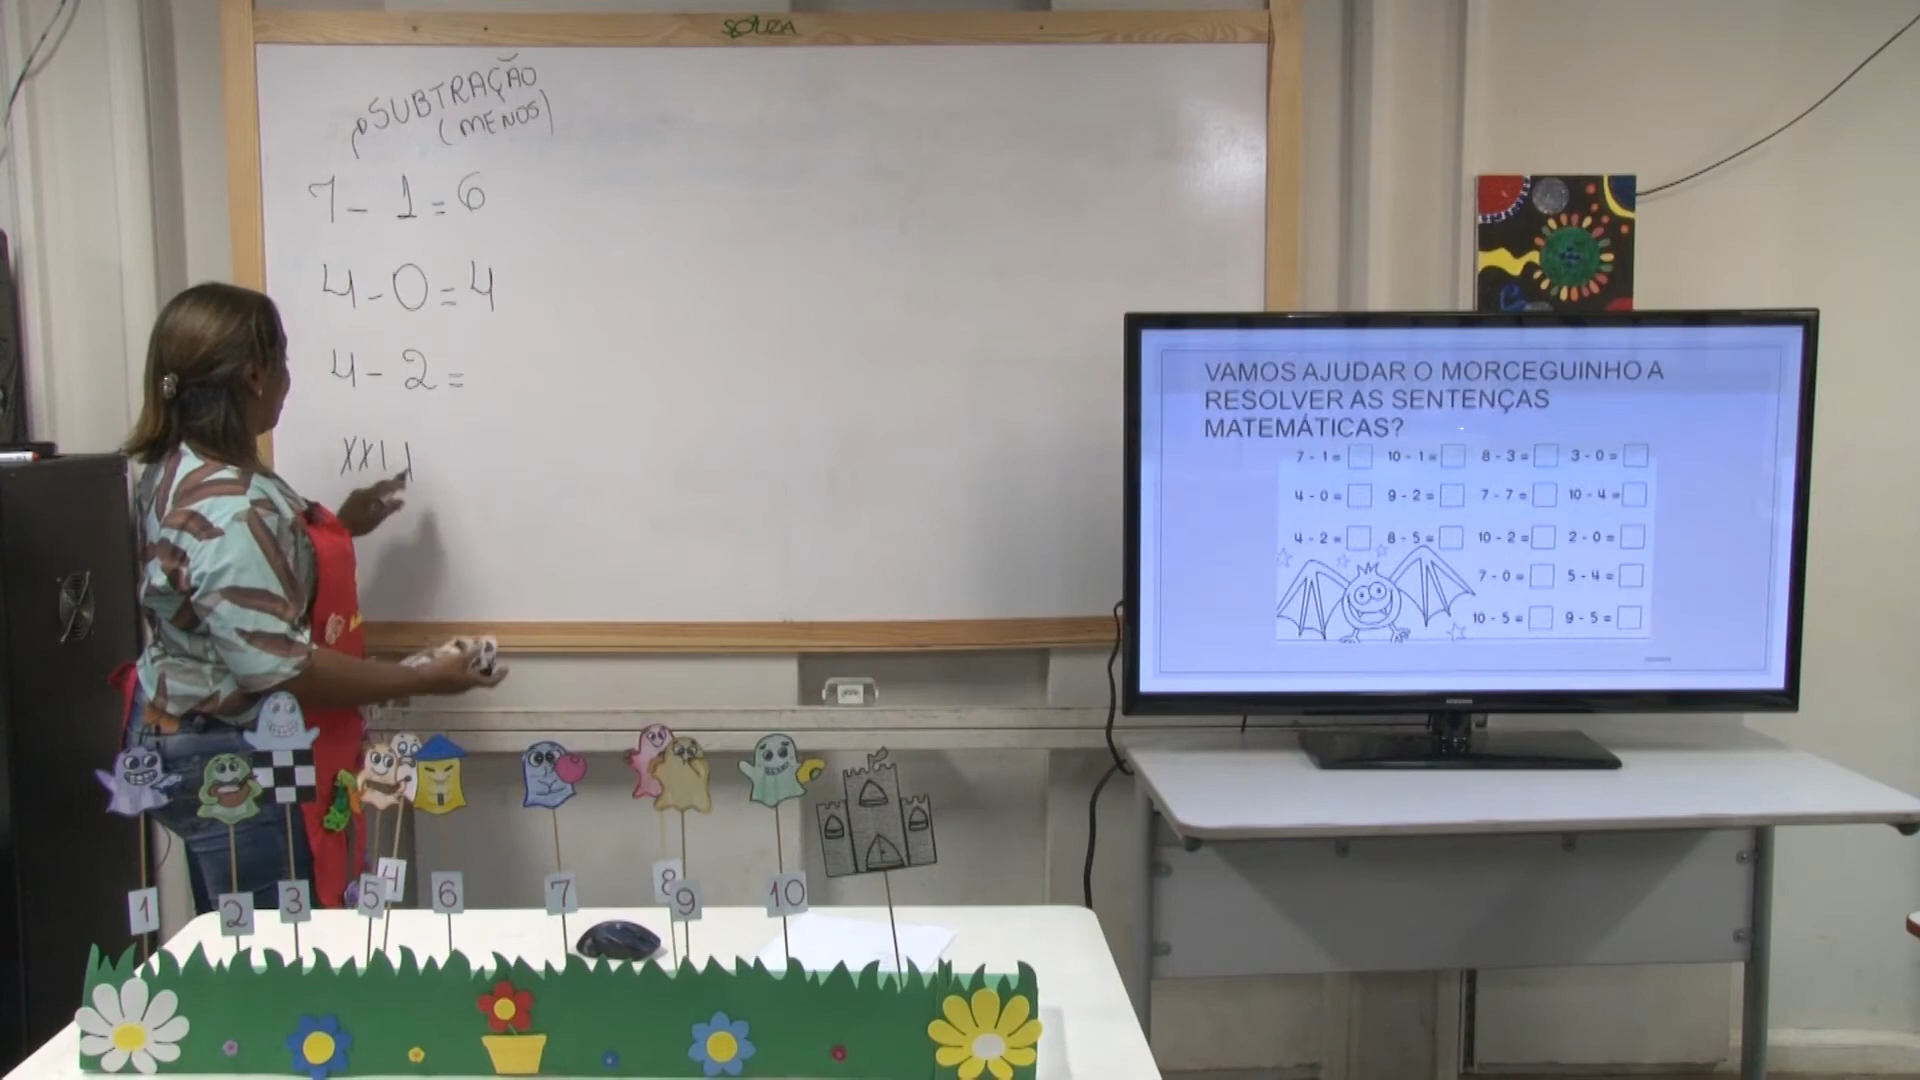 SOUZA
SUBTRAÇÃO
(MENOS)
7 - 1 = 6
4 - 0 = 4
4 - 2 =
VAMOS AJUDAR O MORCEGUINHO A
RESOLVER AS SENTENÇAS
MATEMÁTICAS?
7 - 1 = 10 - 1 = 8 - 3 = 3 - 0 =
4 - 0 = 9 - 2 = 7 - 7 = 10 - 4 =
4 - 2 = 8 - 5 = 10 - 2 = 2 - 0 =
7 - 0 = 5 - 4 =
10 - 5 = 9 - 5 =
1 2 3 5 4 6 7 8 9 10